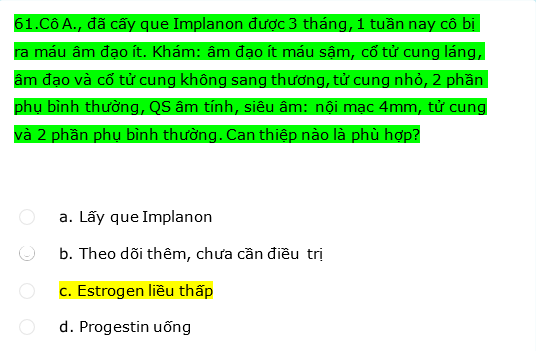 61.Cô A., đã cấy que Implanon được 3 tháng, 1 tuần nay cô bị
ra máu âm đạo ít. Khám: âm đạo ít máu sậm, cổ tử cung láng,
âm đạo và cổ tử cung không sang thương, tử cung nhỏ, 2 phần
phụ bình thường, QS âm tính, siêu âm: nội mạc 4mm, tử cung
và 2 phần phụ bình thường. Can thiệp nào là phù hợp?
a. Lấy que Implanon
b. Theo dõi thêm, chưa cần điều trị
c. Estrogen liều thấp
d. Progestin uống